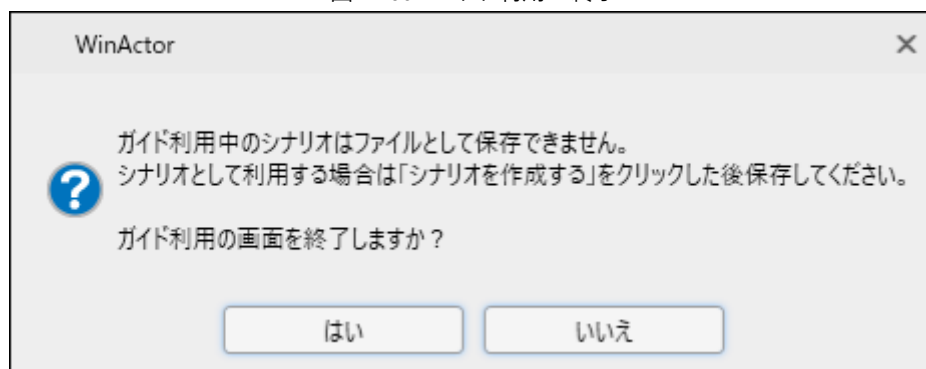 WinActor
ガイド利用中のシナリオはファイルとして保存できません。
シナリオとして利用する場合は「シナリオを作成する」をクリックした後保存してください。
ガイド利用の画面を終了しますか？
はい
いいえ